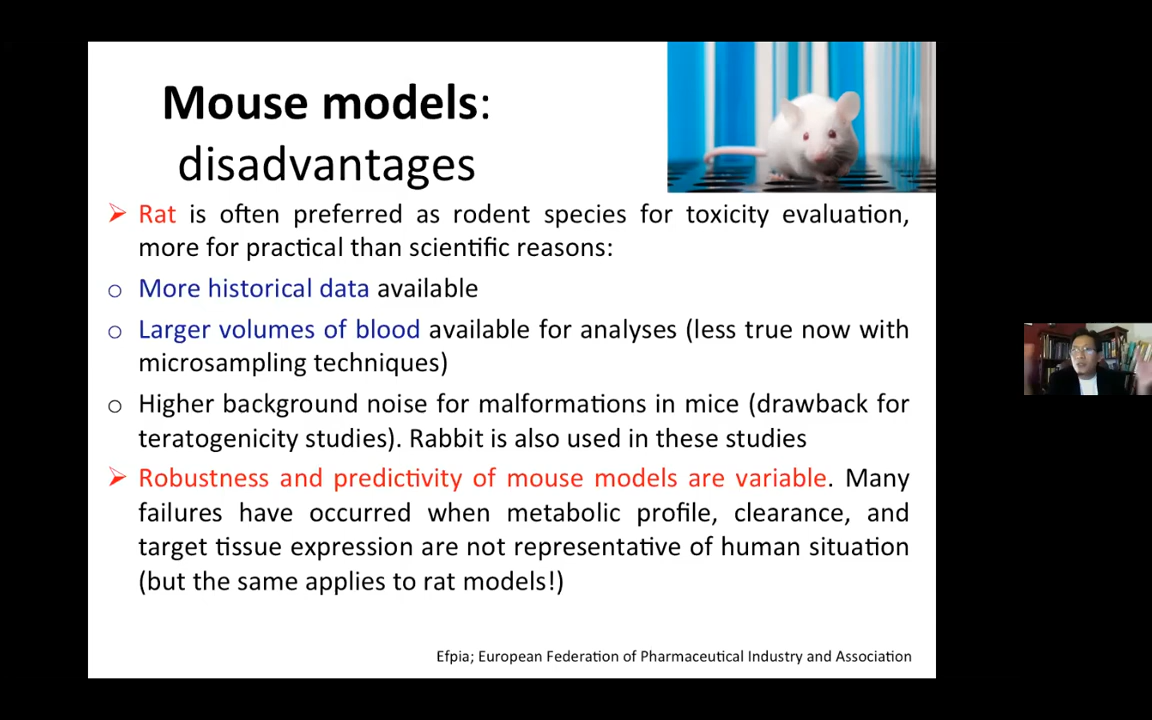 Mouse models:
disadvantages
➢ Rat is often preferred as rodent species for toxicity evaluation,
more for practical than scientific reasons:
o More historical data available
o Larger volumes of blood available for analyses (less true now with
microsampling techniques)
o Higher background noise for malformations in mice (drawback for
teratogenicity studies). Rabbit is also used in these studies
➢ Robustness and predictivity of mouse models are variable. Many
failures have occurred when metabolic profile, clearance, and
target tissue expression are not representative of human situation
(but the same applies to rat models!)
Efpia; European Federation of Pharmaceutical Industry and Association